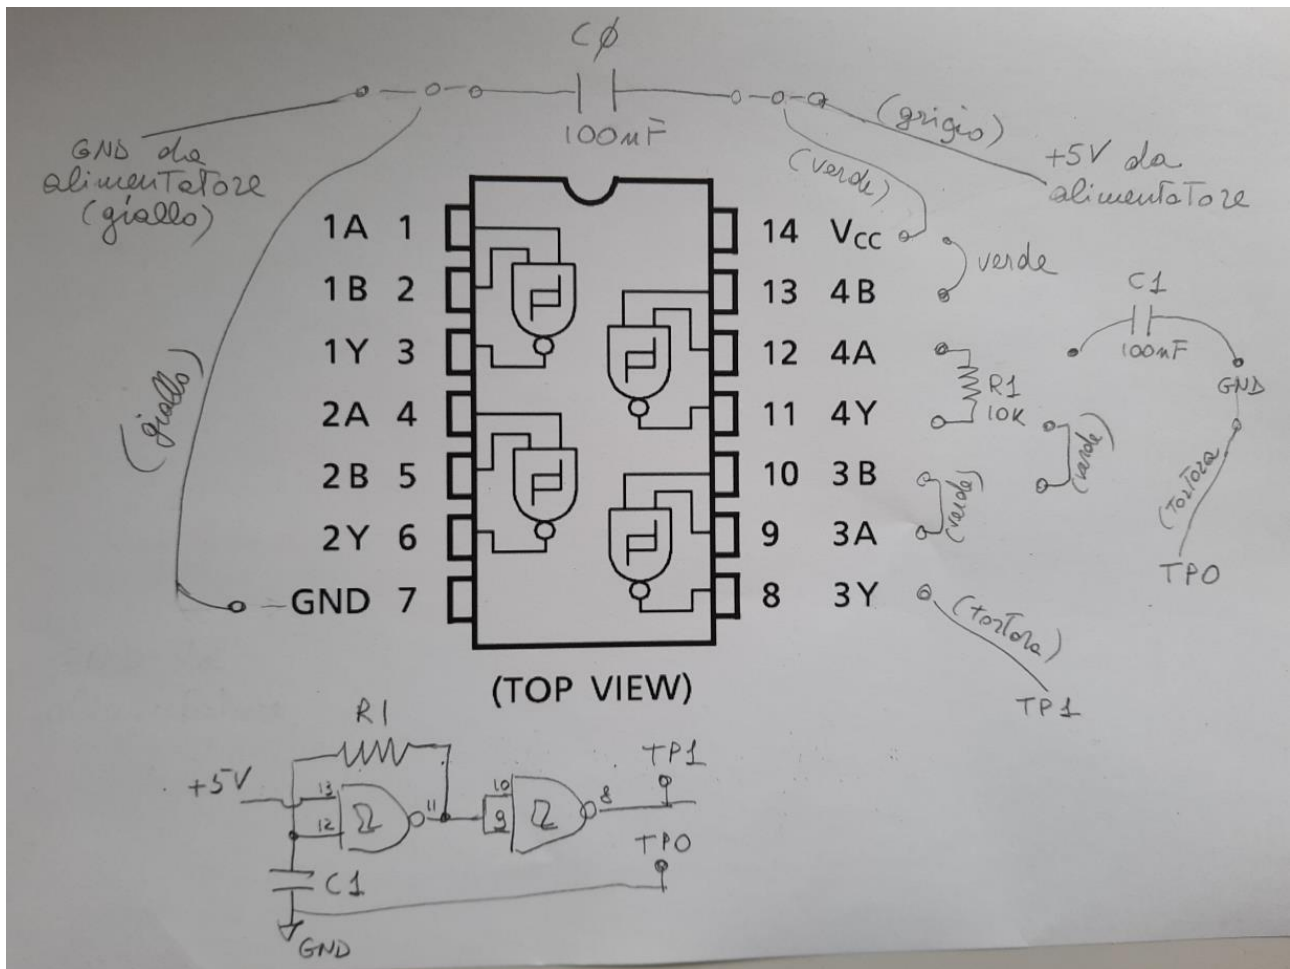 CØ
100nF
GND da
alimentatore
(giallo)
(grigio)
+5V da
alimentatore
(verde)
1A 1
1B 2
1Y 3
2A 4
2B 5
2Y 6
GND 7
(giallo)
14 VCC
13 4B
12 4A
11 4Y
10 3B
9 3A
8 3Y
verde
C1
100nF
GND
R1
10K
(verde)
(verde)
(tortora)
TP0
(tortora)
TP1
(TOP VIEW)
R1
+5V
13
12
11
10
9
8
TP1
TP0
C1
GND